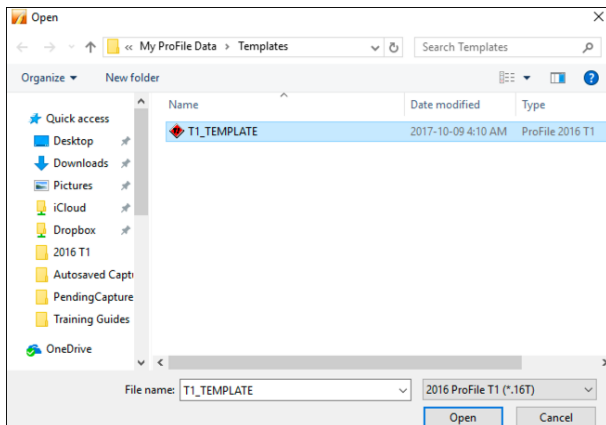 Open
« My ProFile Data > Templates
Search Templates
Organize
New folder
Name
Date modified
Type
Quick access
T1_TEMPLATE
2017-10-09 4:10 AM
ProFile 2016 T1
Desktop
Downloads
Pictures
iCloud
Dropbox
2016 T1
Autosaved Captu
PendingCapture
Training Guides
OneDrive
File name:
T1_TEMPLATE
2016 ProFile T1 (*.16T)
Open
Cancel